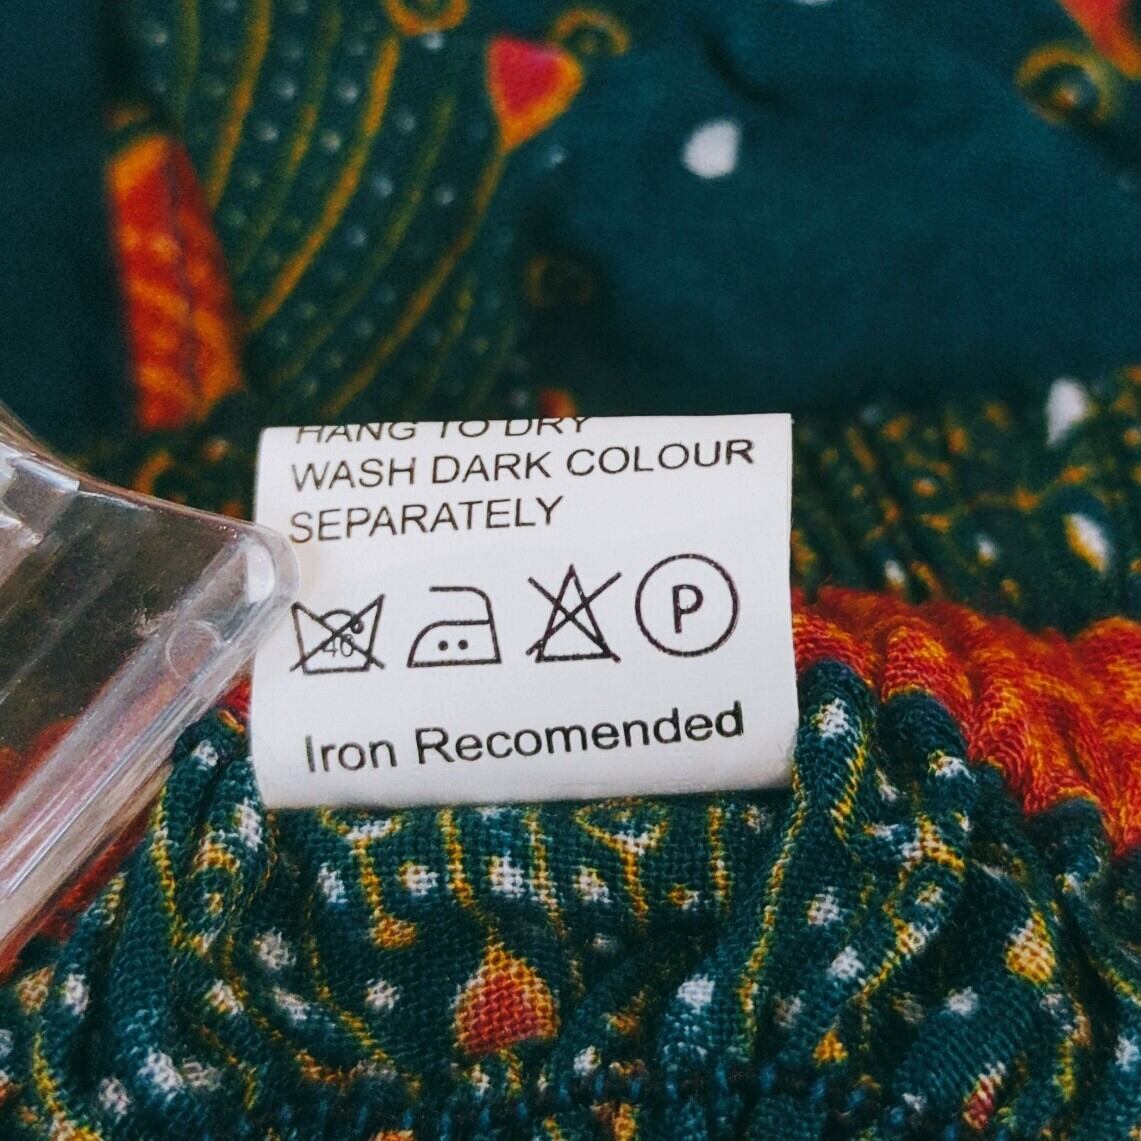 HANG TO DRY
WASH DARK COLOUR
SEPARATELY
40
P
Iron Recomended